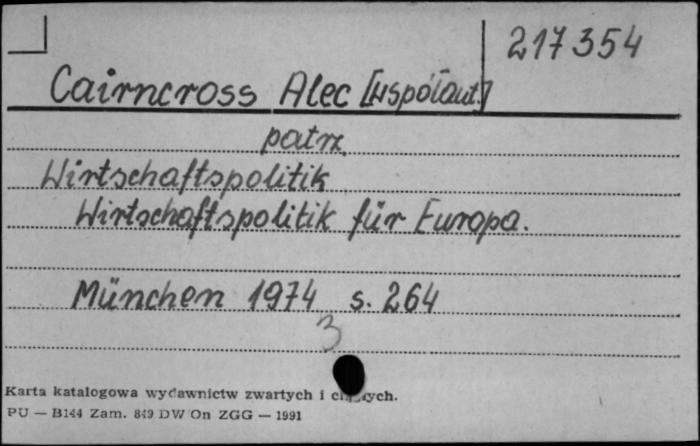 217354
Cairncross Alec [współaut.]
patrz
Wirtschaftspolitik
Wirtschaftspolitik für Europa.
München 1974 s. 264
3
Karta katalogowa wydawnictw zwartych i
PU — B144 Zam. 849 DW On ZGG — 1991